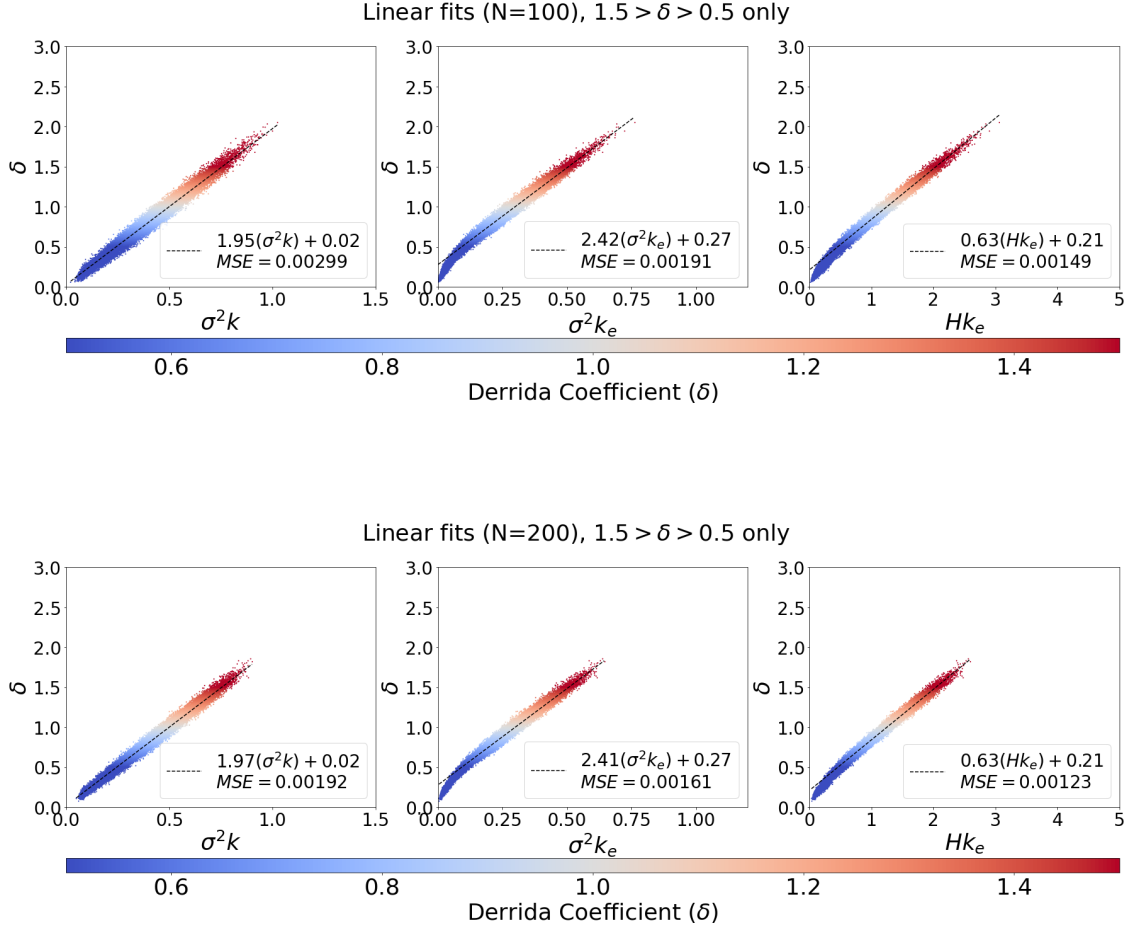 Linear fits (N=100), 1.5 > δ > 0.5 only
3.0
2.5
2.0
1.5
1.0
0.5
0.0
δ
0.0 0.5 1.0 1.5
σ²k
1.95(σ²k) + 0.02
MSE = 0.00299
3.0
2.5
2.0
1.5
1.0
0.5
0.0
δ
0.00 0.25 0.50 0.75 1.00
σ²kₑ
2.42(σ²kₑ) + 0.27
MSE = 0.00191
3.0
2.5
2.0
1.5
1.0
0.5
0.0
δ
0 1 2 3 4 5
Hkₑ
0.63(Hkₑ) + 0.21
MSE = 0.00149
0.6 0.8 1.0 1.2 1.4
Derrida Coefficient (δ)
Linear fits (N=200), 1.5 > δ > 0.5 only
3.0
2.5
2.0
1.5
1.0
0.5
0.0
δ
0.0 0.5 1.0 1.5
σ²k
1.97(σ²k) + 0.02
MSE = 0.00192
3.0
2.5
2.0
1.5
1.0
0.5
0.0
δ
0.00 0.25 0.50 0.75 1.00
σ²kₑ
2.41(σ²kₑ) + 0.27
MSE = 0.00161
3.0
2.5
2.0
1.5
1.0
0.5
0.0
δ
0 1 2 3 4 5
Hkₑ
0.63(Hkₑ) + 0.21
MSE = 0.00123
0.6 0.8 1.0 1.2 1.4
Derrida Coefficient (δ)